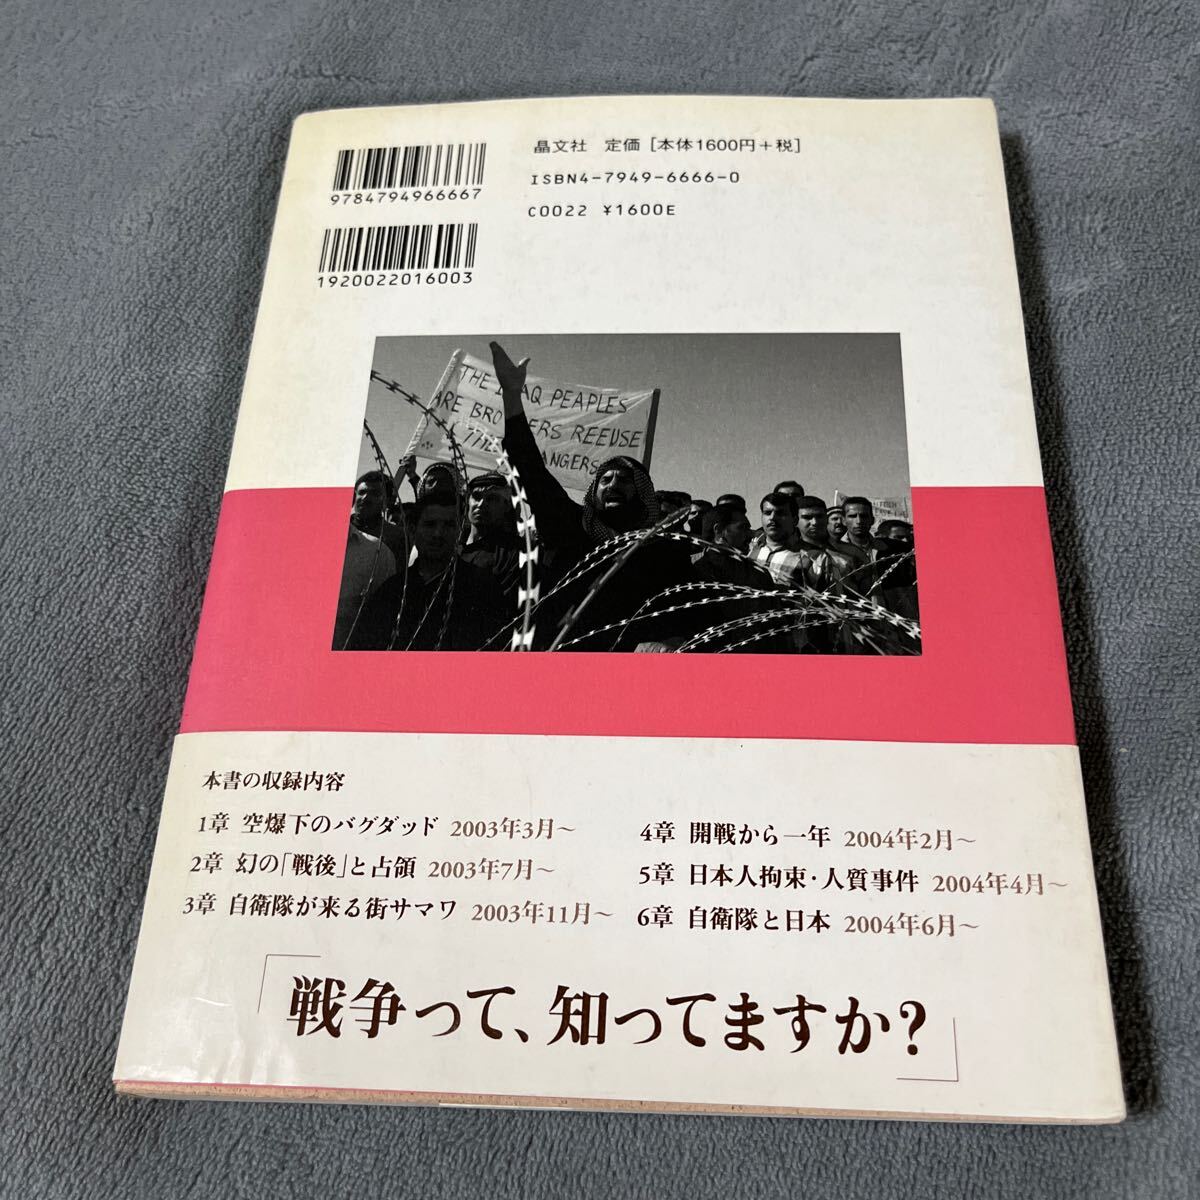 晶文社 定価[本体1600円+税]
ISBN4-7949-6666-0
C0022 ¥1600E
9784794966667
1920022016003
THE IRAQ PEAPLES
ARE BRO ERS REEUSE
THE ANGERS
本書の収録内容
1章 空爆下のバグダッド 2003年3月〜
2章 幻の「戦後」と占領 2003年7月〜
3章 自衛隊が来る街サマワ 2003年11月〜
4章 開戦から一年 2004年2月〜
5章 日本人拘束・人質事件 2004年4月〜
6章 自衛隊と日本 2004年6月〜
「戦争って、知ってますか?」